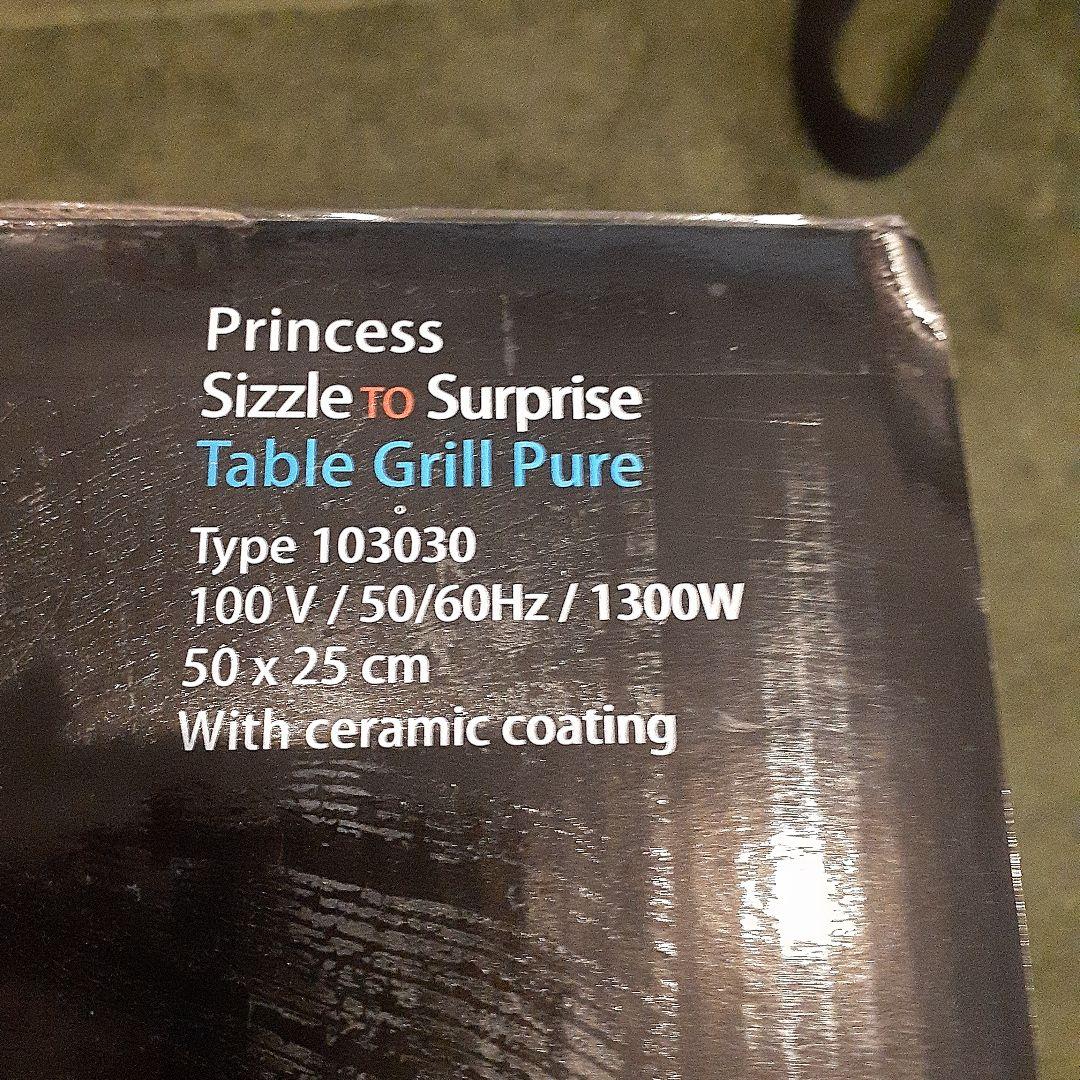 Princess
Sizzle TO Surprise
Table Grill Pure
Type 103030
100 V / 50/60Hz / 1300W
50 x 25 cm
With ceramic coating